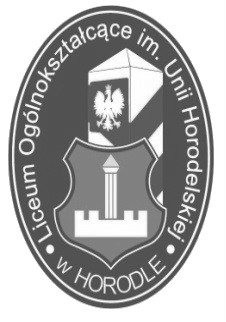 Liceum Ogólnokształcące im. Unii Horodelskiej
w HORODLE